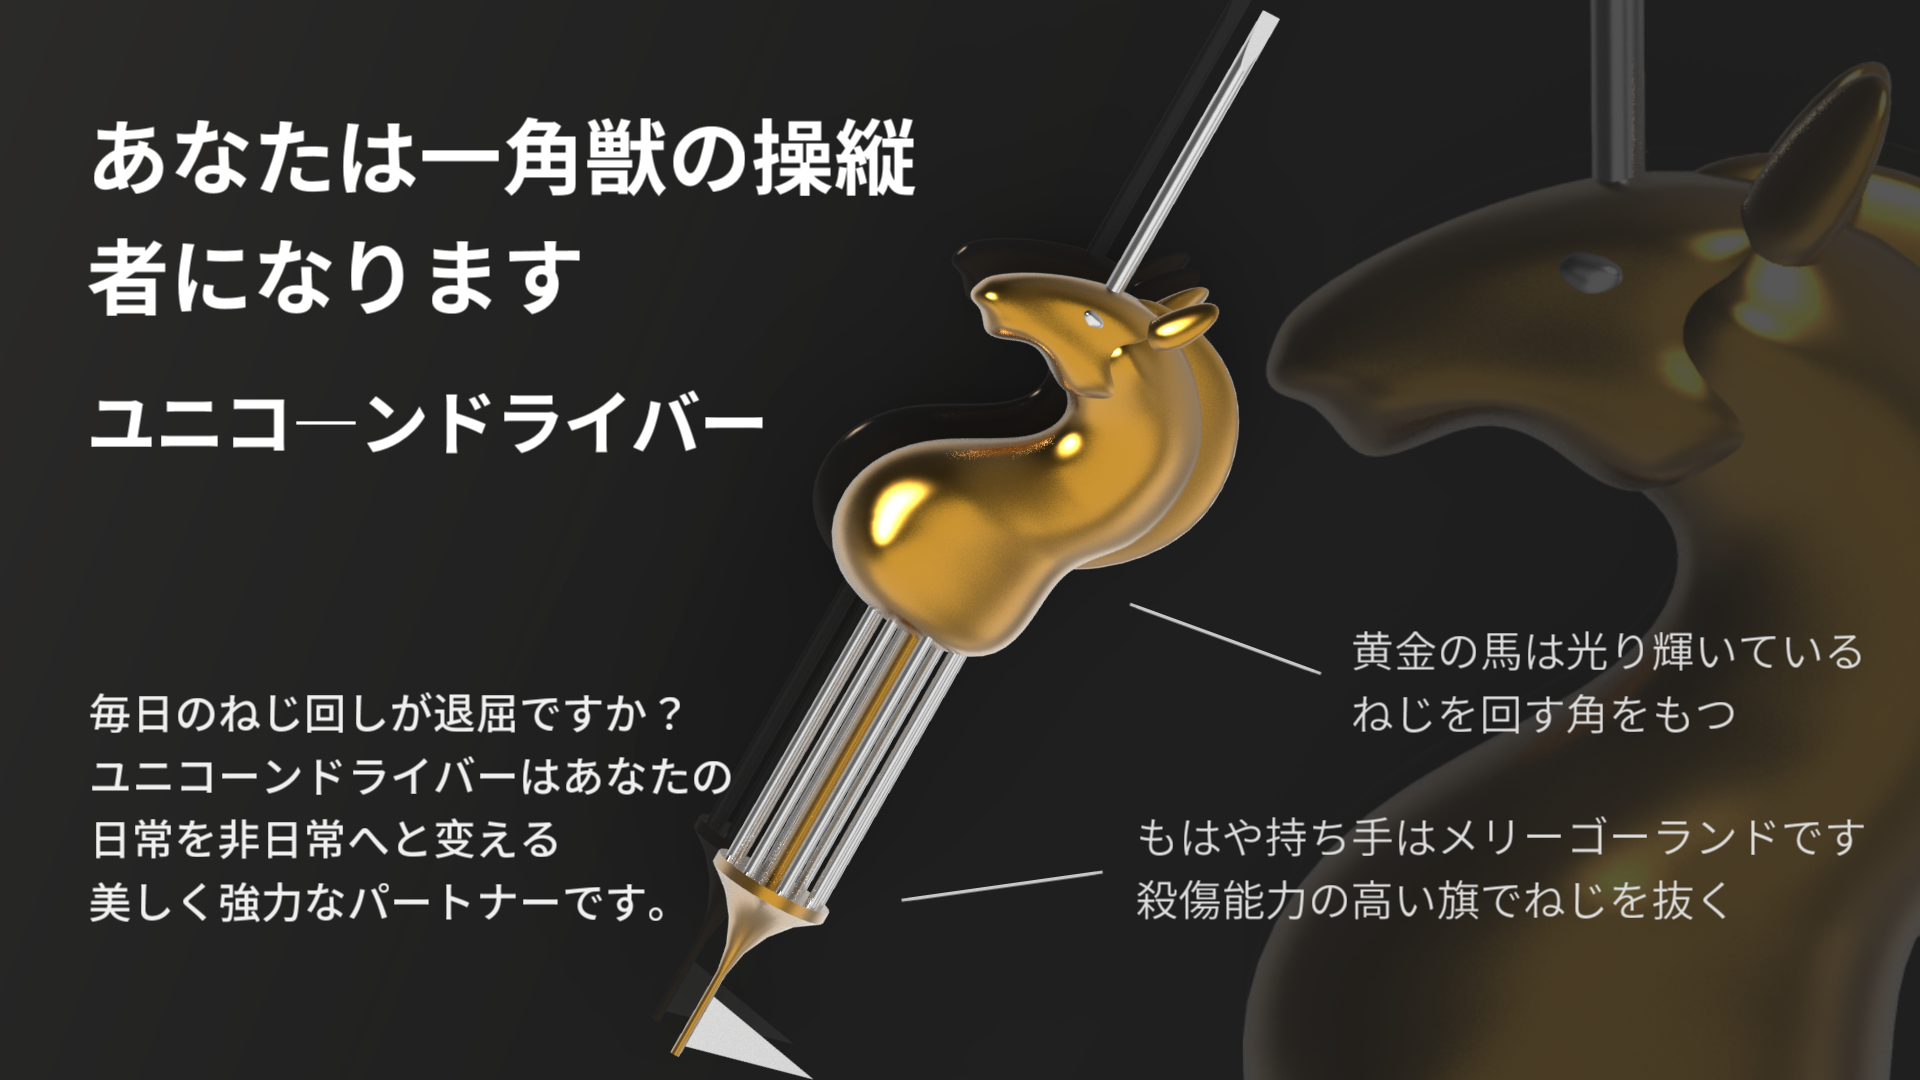 あなたは一角獣の操縦
者になります
ユニコ―ンドライバー
毎日のねじ回しが退屈ですか？
ユニコーンドライバーはあなたの
日常を非日常へと変える
美しく強力なパートナーです。
黄金の馬は光り輝いている
ねじを回す角をもつ
もはや持ち手はメリーゴーランドです
殺傷能力の高い旗でねじを抜く